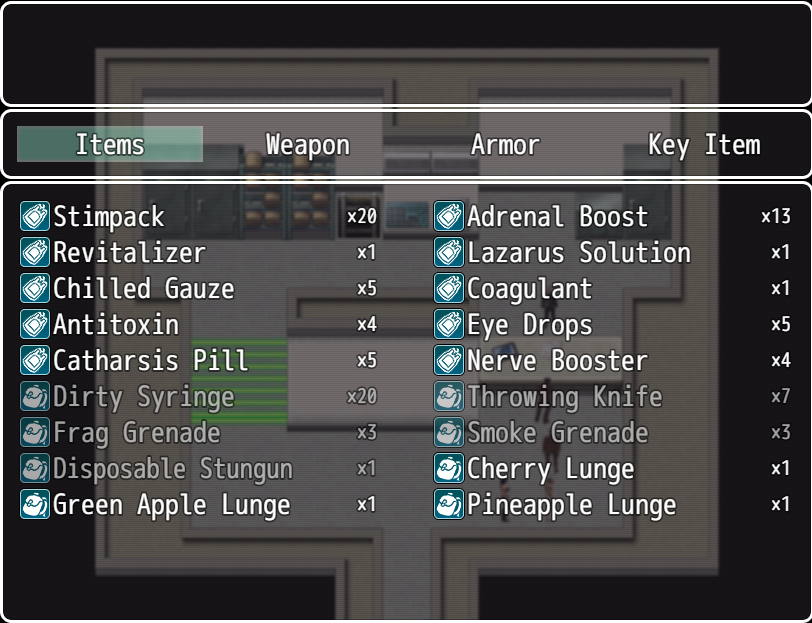 Items Weapon Armor Key Item
Stimpack x20 Adrenal Boost x13
Revitalizer x1 Lazarus Solution x1
Chilled Gauze x5 Coagulant x1
Antitoxin x4 Eye Drops x5
Catharsis Pill x5 Nerve Booster x4
Dirty Syringe x20 Throwing Knife x7
Frag Grenade x3 Smoke Grenade x3
Disposable Stungun x1 Cherry Lunge x1
Green Apple Lunge x1 Pineapple Lunge x1